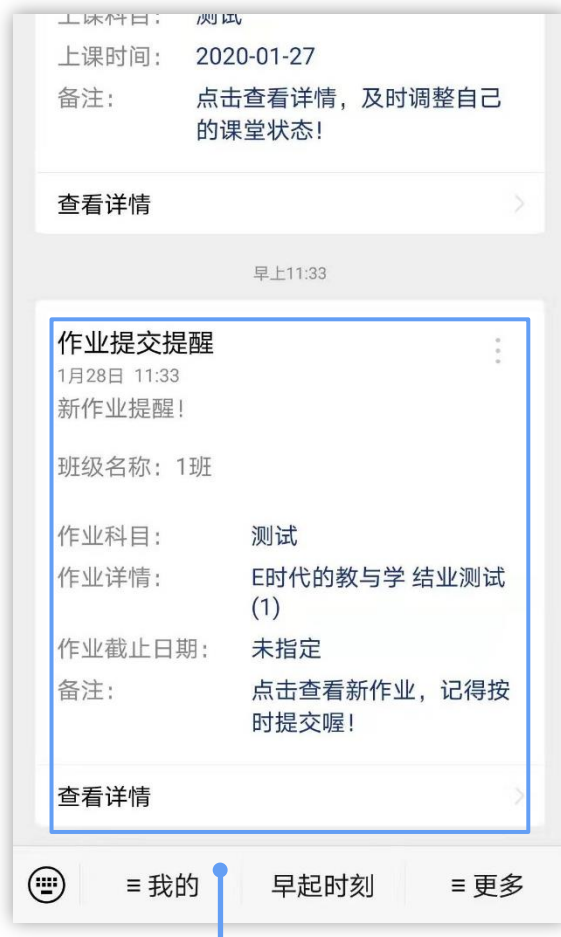 上课科目： 测试
上课时间： 2020-01-27
备注： 点击查看详情，及时调整自己
的课堂状态！
查看详情
早上11:33
作业提交提醒
1月28日 11:33
新作业提醒！
班级名称：1班
作业科目： 测试
作业详情： E时代的教与学 结业测试
(1)
作业截止日期： 未指定
备注： 点击查看新作业，记得按
时提交喔！
查看详情
≡ 我的 早起时刻 ≡ 更多